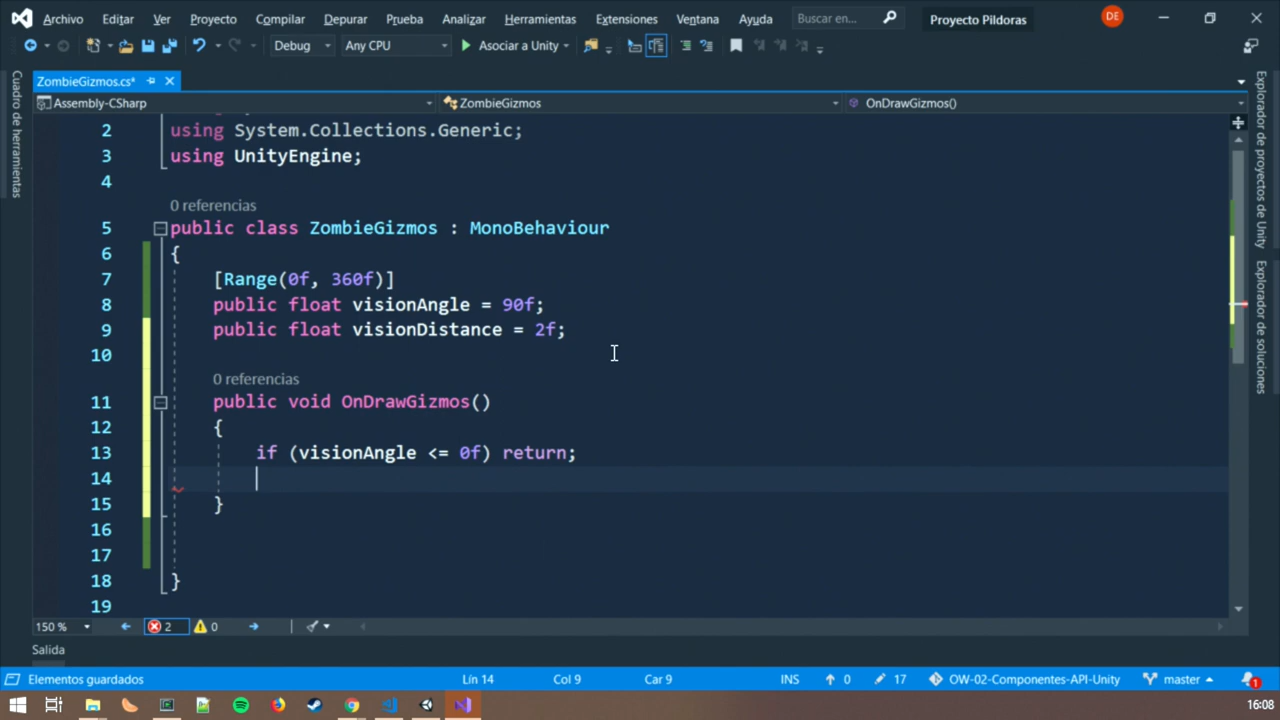 Archivo Editar Ver Proyecto Compilar Depurar Prueba Analizar Herramientas Extensiones Ventana Ayuda Buscar en... Proyecto Pildoras DE
Debug Any CPU Asociar a Unity
ZombieGizmos.cs*
Assembly-CSharp ZombieGizmos OnDrawGizmos()
Cuadro de herramientas
Explorador de proyectos de Unity
Explorador de soluciones
2 using System.Collections.Generic;
3 using UnityEngine;
4
0 referencias
5 public class ZombieGizmos : MonoBehaviour
6 {
7 [Range(0f, 360f)]
8 public float visionAngle = 90f;
9 public float visionDistance = 2f;
10
0 referencias
11 public void OnDrawGizmos()
12 {
13 if (visionAngle <= 0f) return;
14
15 }
16
17
18 }
19
150 % 2 0
Salida
Elementos guardados Lín 14 Col 9 Car 9 INS 0 17 OW-02-Componentes-API-Unity master 1
16:08